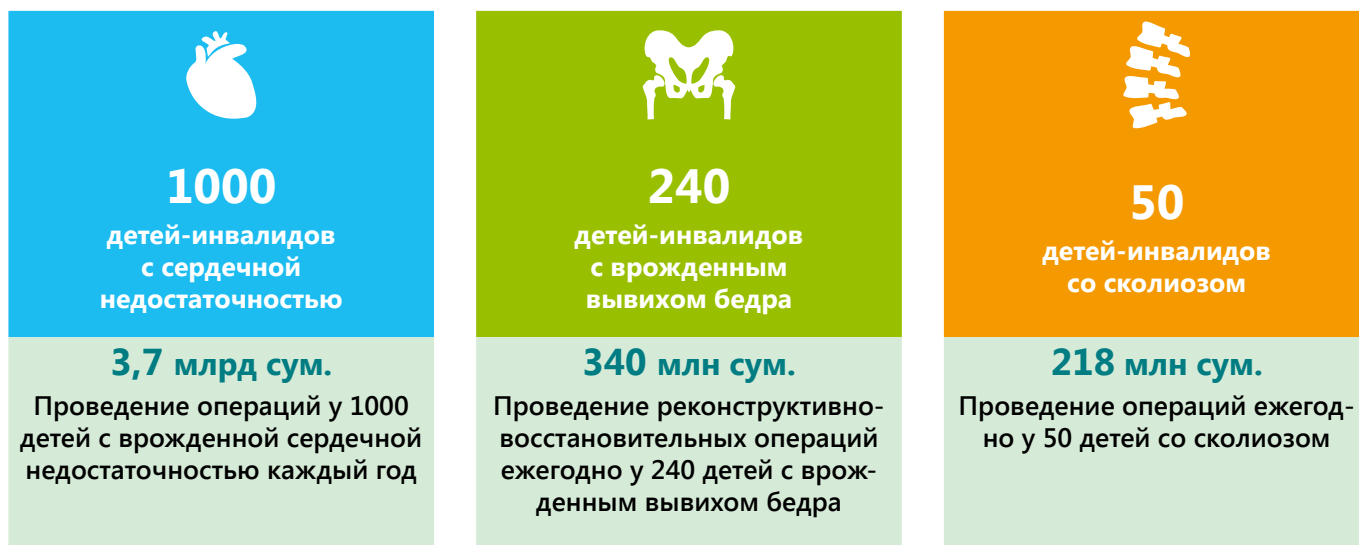 1000
детей-инвалидов
с сердечной
недостаточностью
3,7 млрд сум.
Проведение операций у 1000
детей с врожденной сердечной
недостаточностью каждый год
240
детей-инвалидов
с врожденным
вывихом бедра
340 млн сум.
Проведение реконструктивно-
восстановительных операций
ежегодно у 240 детей с врож-
денным вывихом бедра
50
детей-инвалидов
со сколиозом
218 млн сум.
Проведение операций ежегод-
но у 50 детей со сколиозом